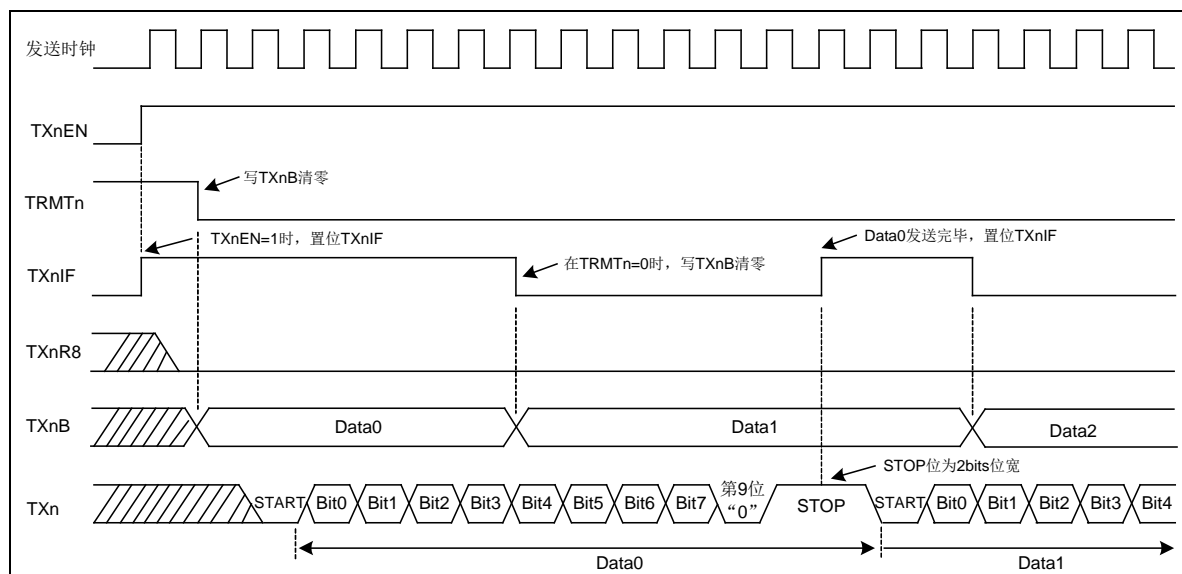 发送时钟
TXnEN
写TXnB清零
TRMTn
TXnEN=1时，置位TXnIF
Data0发送完毕，置位TXnIF
TXnIF
在TRMTn=0时，写TXnB清零
TXnR8
TXnB
Data0
Data1
Data2
STOP位为2bits位宽
TXn
START
Bit0
Bit1
Bit2
Bit3
Bit4
Bit5
Bit6
Bit7
第9位
“0”
STOP
START
Bit0
Bit1
Bit2
Bit3
Bit4
Data0
Data1